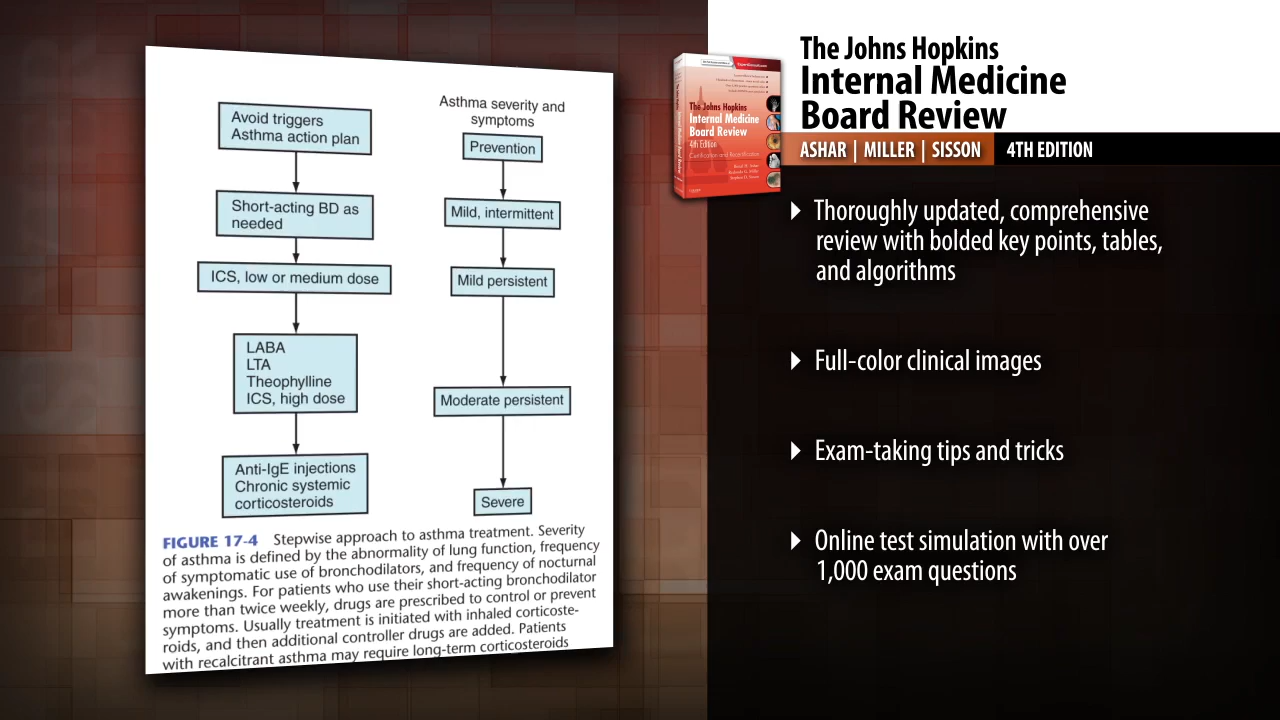 Avoid triggers
Asthma action plan
Short-acting BD as
needed
ICS, low or medium dose
LABA
LTA
Theophylline
ICS, high dose
Anti-IgE injections
Chronic systemic
corticosteroids
Asthma severity and
symptoms
Prevention
Mild, intermittent
Mild persistent
Moderate persistent
Severe
FIGURE 17-4 Stepwise approach to asthma treatment. Severity
of asthma is defined by the abnormality of lung function, frequency
of symptomatic use of bronchodilators, and frequency of nocturnal
awakenings. For patients who use their short-acting bronchodilator
more than twice weekly, drugs are prescribed to control or prevent
symptoms. Usually treatment is initiated with inhaled corticoste-
roids, and then additional controller drugs are added. Patients
with recalcitrant asthma may require long-term corticosteroids
The Johns Hopkins
Internal Medicine
Board Review
4th Edition
Certification and Recertification
The Johns Hopkins
Internal Medicine
Board Review
ASHAR | MILLER | SISSON 4TH EDITION
Thoroughly updated, comprehensive
review with bolded key points, tables,
and algorithms
Full-color clinical images
Exam-taking tips and tricks
Online test simulation with over
1,000 exam questions